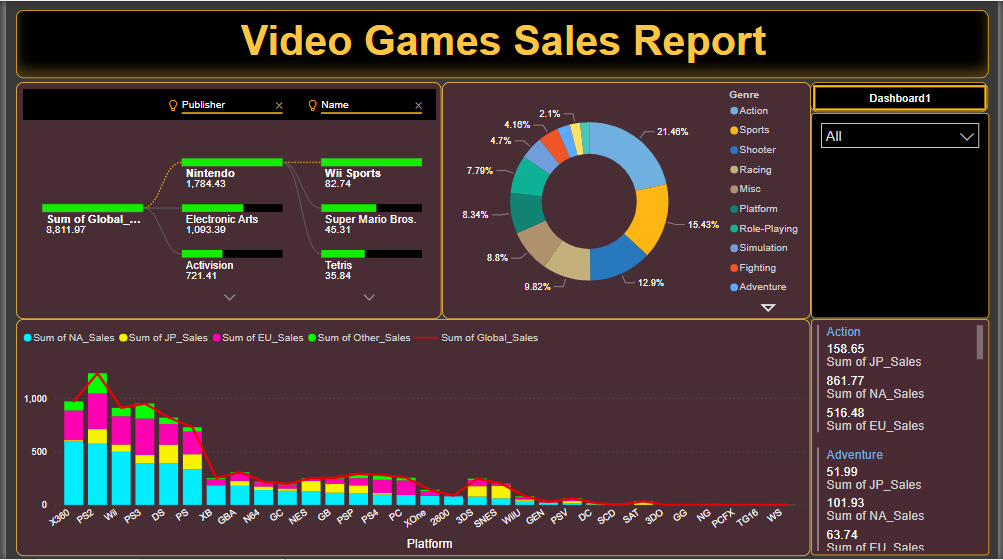 Video Games Sales Report
Publisher
Name
Sum of Global_...
8,811.97
Nintendo
1,784.43
Electronic Arts
1,093.39
Activision
721.41
Wii Sports
82.74
Super Mario Bros.
45.31
Tetris
35.84
2.1%
4.16%
4.7%
7.79%
8.34%
8.8%
9.82%
12.9%
15.43%
21.46%
Genre
Action
Sports
Shooter
Racing
Misc
Platform
Role-Playing
Simulation
Fighting
Adventure
Dashboard1
All
Sum of NA_Sales Sum of JP_Sales Sum of EU_Sales Sum of Other_Sales Sum of Global_Sales
1,000
500
0
X360 PS2 Wii PS3 DS PS XB GBA N64 GC NES GB PSP PS4 PC XOne 2600 3DS SNES WiiU GEN PSV DC SCD SAT 3DO GG NG PCFX TG16 WS
Platform
Action
158.65
Sum of JP_Sales
861.77
Sum of NA_Sales
516.48
Sum of EU_Sales
Adventure
51.99
Sum of JP_Sales
101.93
Sum of NA_Sales
63.74
Sum of EU_Sales